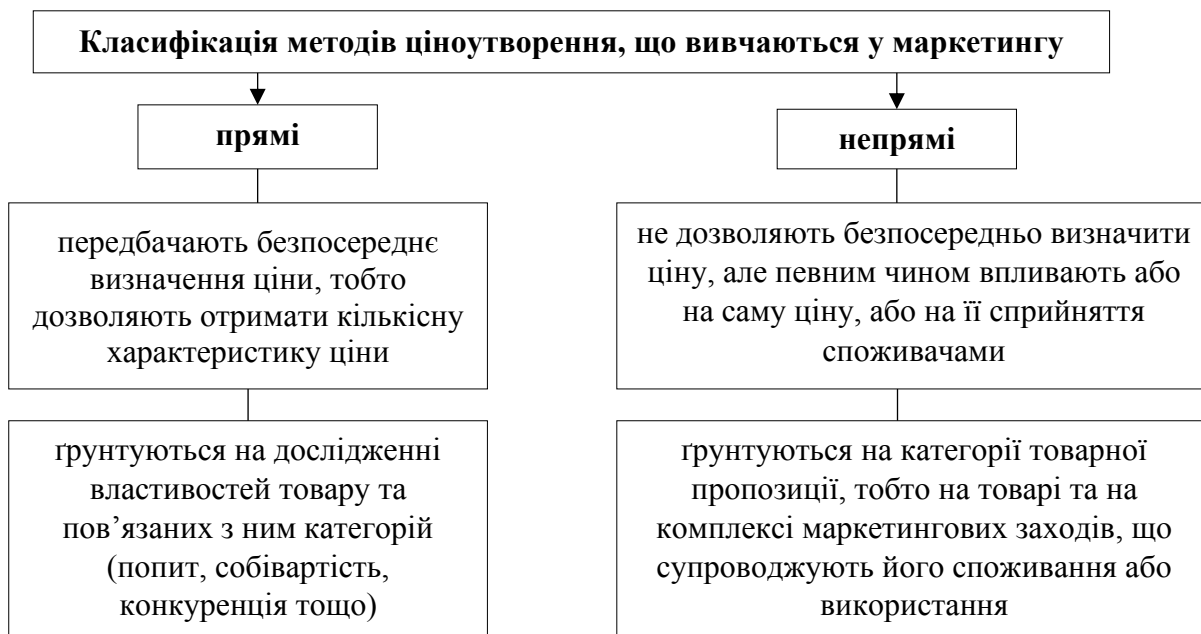 Класифікація методів ціноутворення, що вивчаються у маркетингу
прямі
передбачають безпосереднє
визначення ціни, тобто
дозволяють отримати кількісну
характеристику ціни
ґрунтуються на дослідженні
властивостей товару та
пов’язаних з ним категорій
(попит, собівартість,
конкуренція тощо)
непрямі
не дозволяють безпосередньо визначити
ціну, але певним чином впливають або
на саму ціну, або на її сприйняття
споживачами
ґрунтуються на категорії товарної
пропозиції, тобто на товарі та на
комплексі маркетингових заходів, що
супроводжують його споживання або
використання